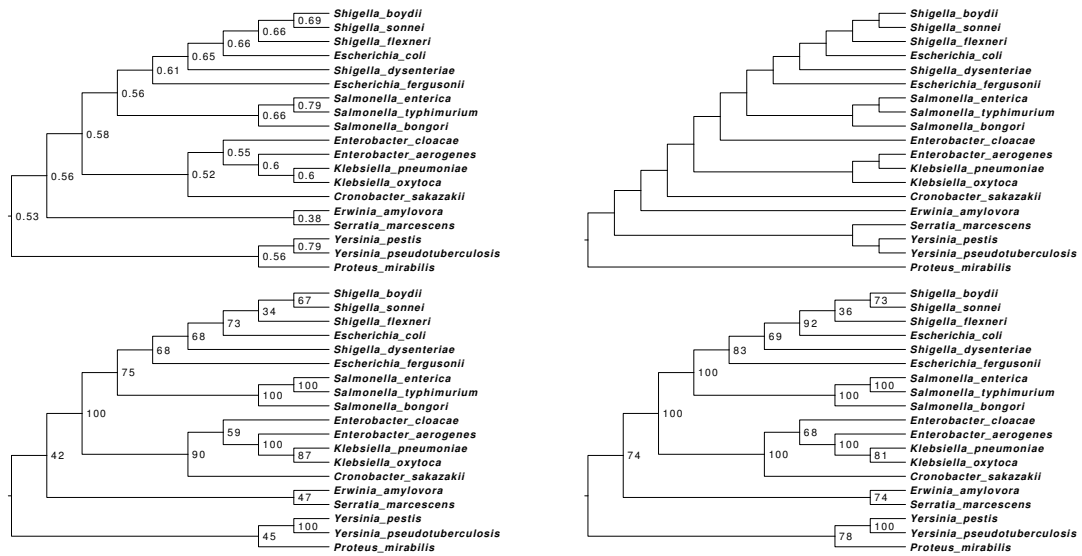 Shigella_boydii
0.69
Shigella_sonnei
0.66
Shigella_flexneri
0.66
Escherichia_coli
0.65
Shigella_dysenteriae
0.61
Escherichia_fergusonii
0.56
Salmonella_enterica
0.79
Salmonella_typhimurium
0.66
Salmonella_bongori
0.58
Enterobacter_cloacae
0.55
Enterobacter_aerogenes
0.6
Klebsiella_pneumoniae
0.6
Klebsiella_oxytoca
0.52
Cronobacter_sakazakii
0.56
Erwinia_amylovora
0.38
Serratia_marcescens
0.53
Yersinia_pestis
0.79
Yersinia_pseudotuberculosis
0.56
Proteus_mirabilis
Shigella_boydii
Shigella_sonnei
Shigella_flexneri
Escherichia_coli
Shigella_dysenteriae
Escherichia_fergusonii
Salmonella_enterica
Salmonella_typhimurium
Salmonella_bongori
Enterobacter_cloacae
Enterobacter_aerogenes
Klebsiella_pneumoniae
Klebsiella_oxytoca
Cronobacter_sakazakii
Erwinia_amylovora
Serratia_marcescens
Yersinia_pestis
Yersinia_pseudotuberculosis
Proteus_mirabilis
Shigella_boydii
67
Shigella_sonnei
34
Shigella_flexneri
73
Escherichia_coli
68
Shigella_dysenteriae
68
Escherichia_fergusonii
75
Salmonella_enterica
100
Salmonella_typhimurium
100
Salmonella_bongori
100
Enterobacter_cloacae
59
Enterobacter_aerogenes
100
Klebsiella_pneumoniae
87
Klebsiella_oxytoca
90
Cronobacter_sakazakii
42
Erwinia_amylovora
47
Serratia_marcescens
Yersinia_pestis
100
Yersinia_pseudotuberculosis
45
Proteus_mirabilis
Shigella_boydii
73
Shigella_sonnei
36
Shigella_flexneri
92
Escherichia_coli
69
Shigella_dysenteriae
83
Escherichia_fergusonii
100
Salmonella_enterica
100
Salmonella_typhimurium
100
Salmonella_bongori
100
Enterobacter_cloacae
68
Enterobacter_aerogenes
100
Klebsiella_pneumoniae
81
Klebsiella_oxytoca
100
Cronobacter_sakazakii
74
Erwinia_amylovora
74
Serratia_marcescens
Yersinia_pestis
100
Yersinia_pseudotuberculosis
78
Proteus_mirabilis